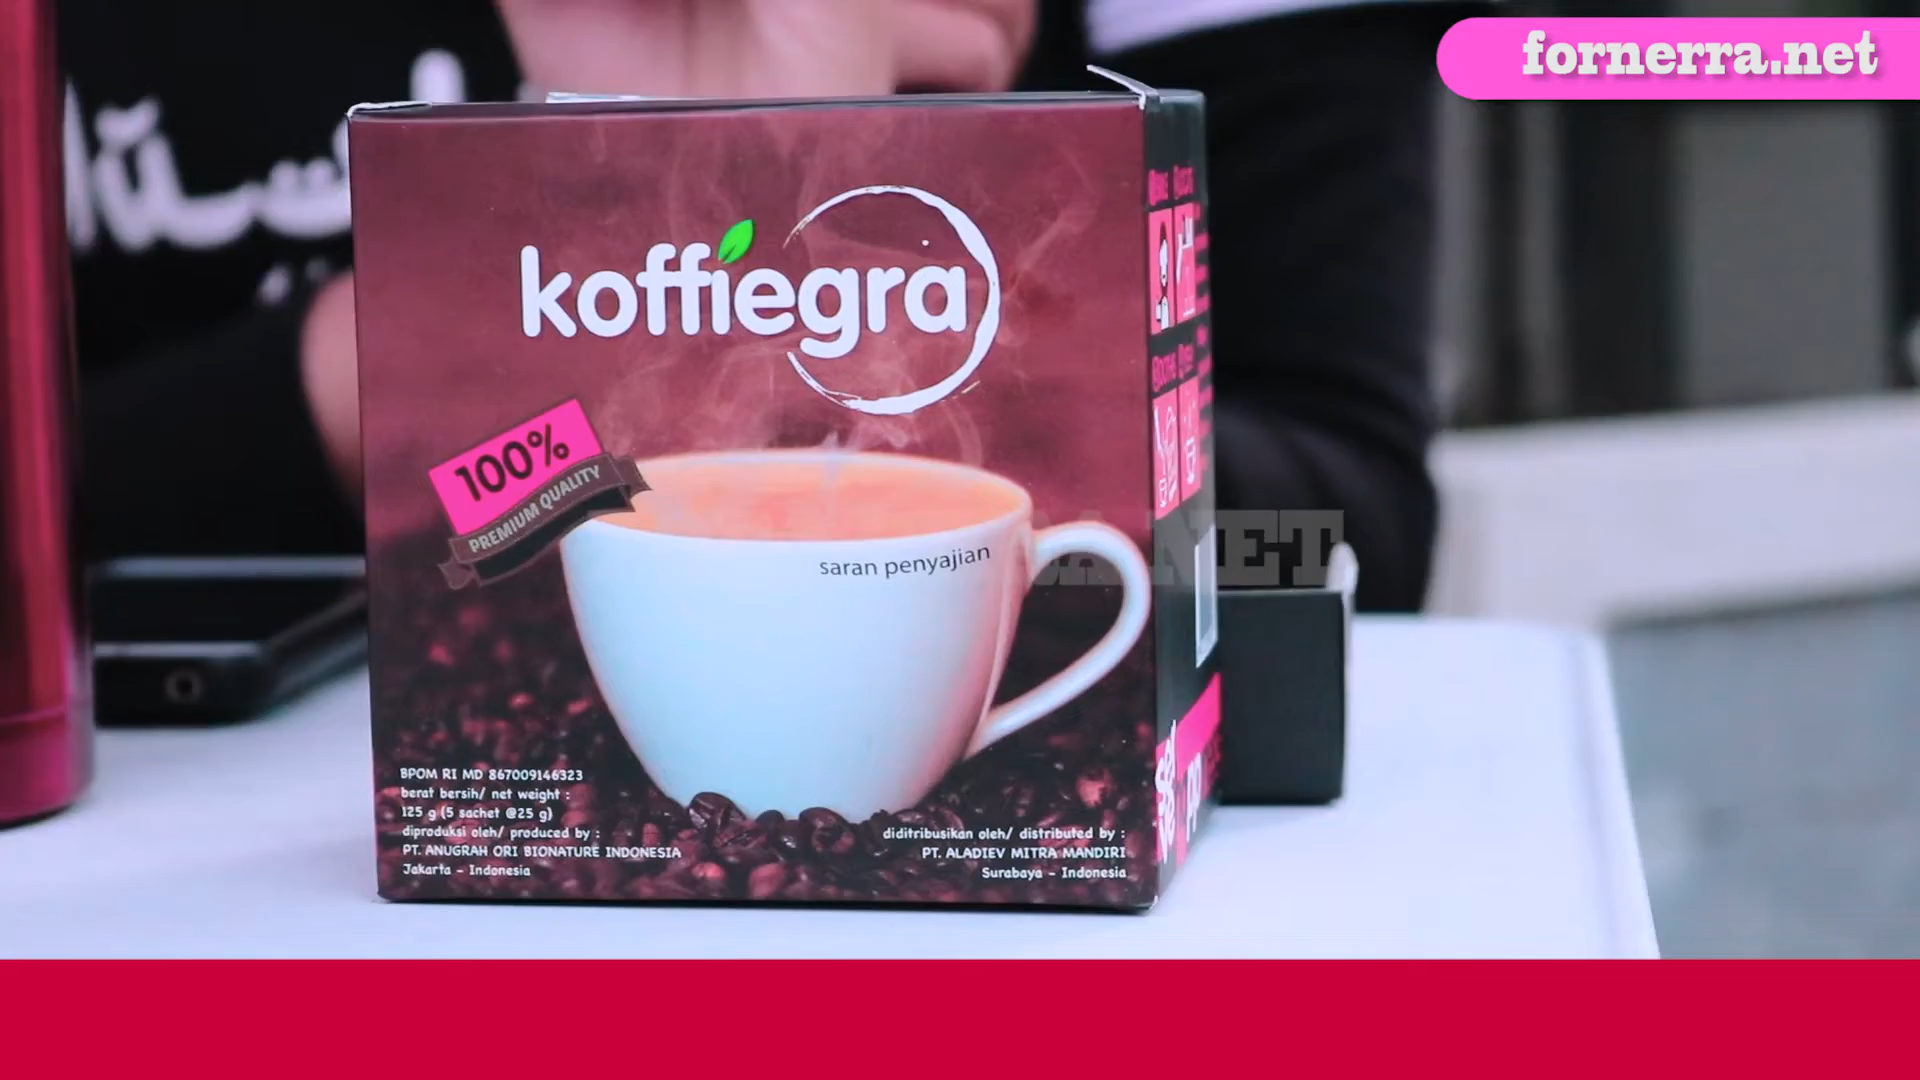 fornerra.net
koffiegra
100%
PREMIUM QUALITY
saran penyajian
NET
BPOM RI MD 867009146323
berat bersih/ net weight :
125 g (5 sachet @25 g)
diproduksi oleh/ produced by :
PT. ANUGRAH ORI BIONATURE INDONESIA
Jakarta - Indonesia
diditribusikan oleh/ distributed by :
PT. ALADIEV MITRA MANDIRI
Surabaya - Indonesia